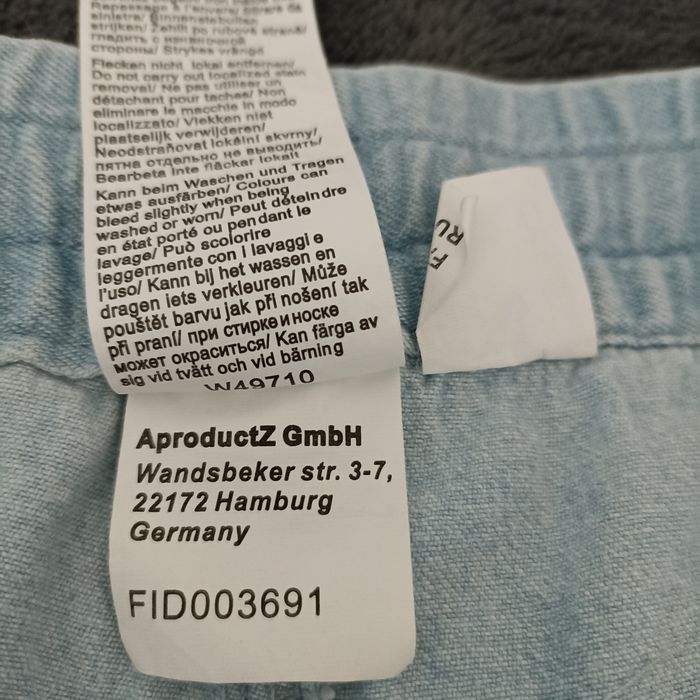 Repassage à l'envers/ Stirare da
sinistra/ Binnenstebuiten
strijken/ Žehlit po rubové straně/
гладить с изнаночной
стороны/ Strykes vrångd
Flecken nicht lokal entfernen/
Do not carry out localized stain
removal/ Ne pas utiliser un
détachant pour taches/ Non
eliminare le macchie in modo
localizzato/ Vlekken niet
plaatselijk verwijderen/
Neodstraňovat lokální skvrny/
пятна отдельно не выводить/
Bearbeta inte fläckar lokalt
Kann beim Waschen und Tragen
etwas ausfärben/ Colours can
bleed slightly when being
washed or worn/ Peut déteindre
en état porté ou pendant le
lavage/ Può scolorire
leggermente con i lavaggi e
l'uso/ Kann bij het wassen en
dragen iets verkleuren/ Může
pouštět barvu jak při nošení tak
při praní/ при стирке и носке
может окраситься/ Kan färga av
sig vid tvätt och vid bärning
W49710
AproductZ GmbH
Wandsbeker str. 3-7,
22172 Hamburg
Germany
FID003691
F/
RU